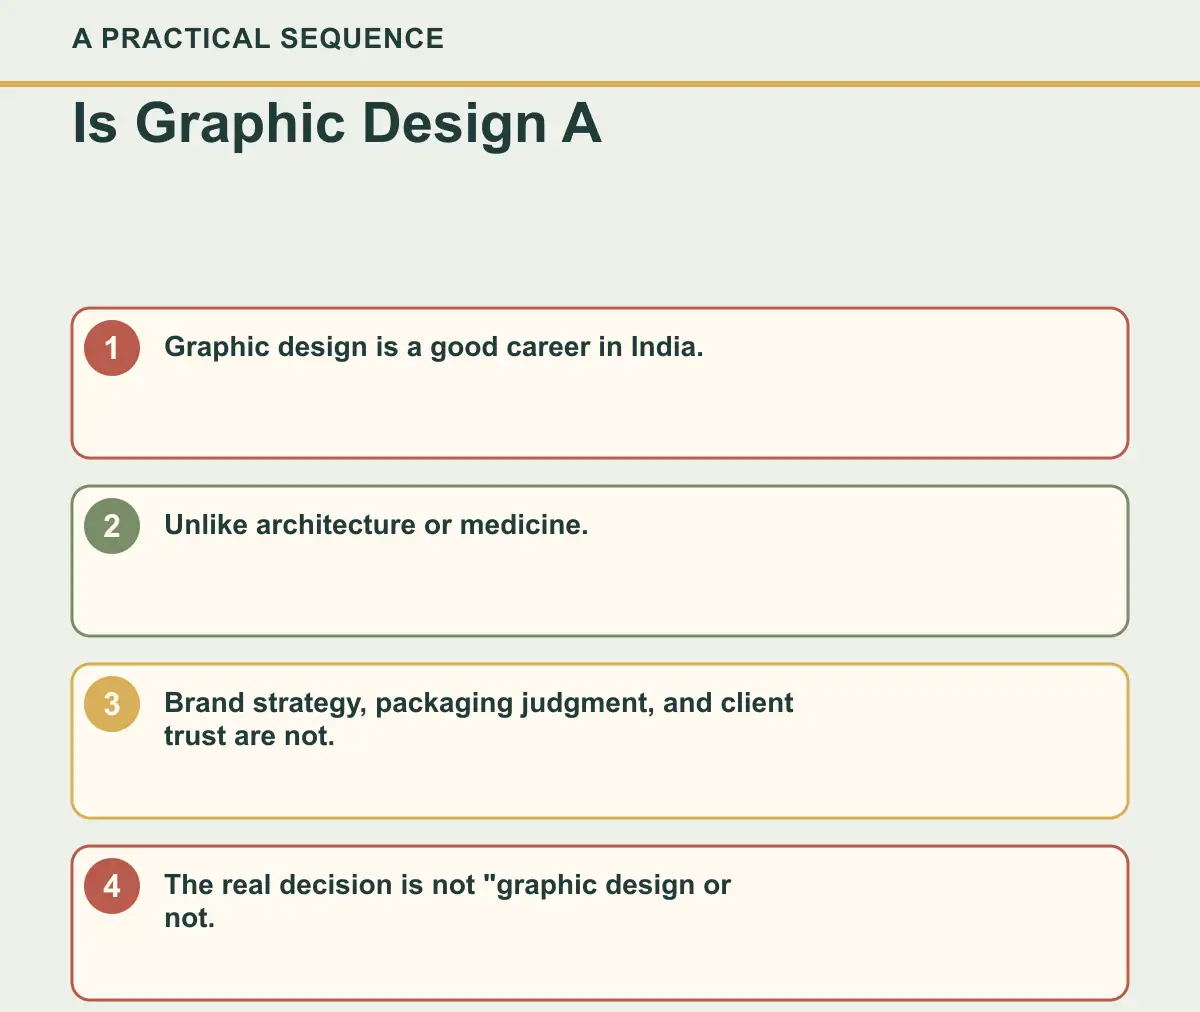 A PRACTICAL SEQUENCE
Is Graphic Design A
1
Graphic design is a good career in India.
2
Unlike architecture or medicine.
3
Brand strategy, packaging judgment, and client
trust are not.
4
The real decision is not "graphic design or
not.